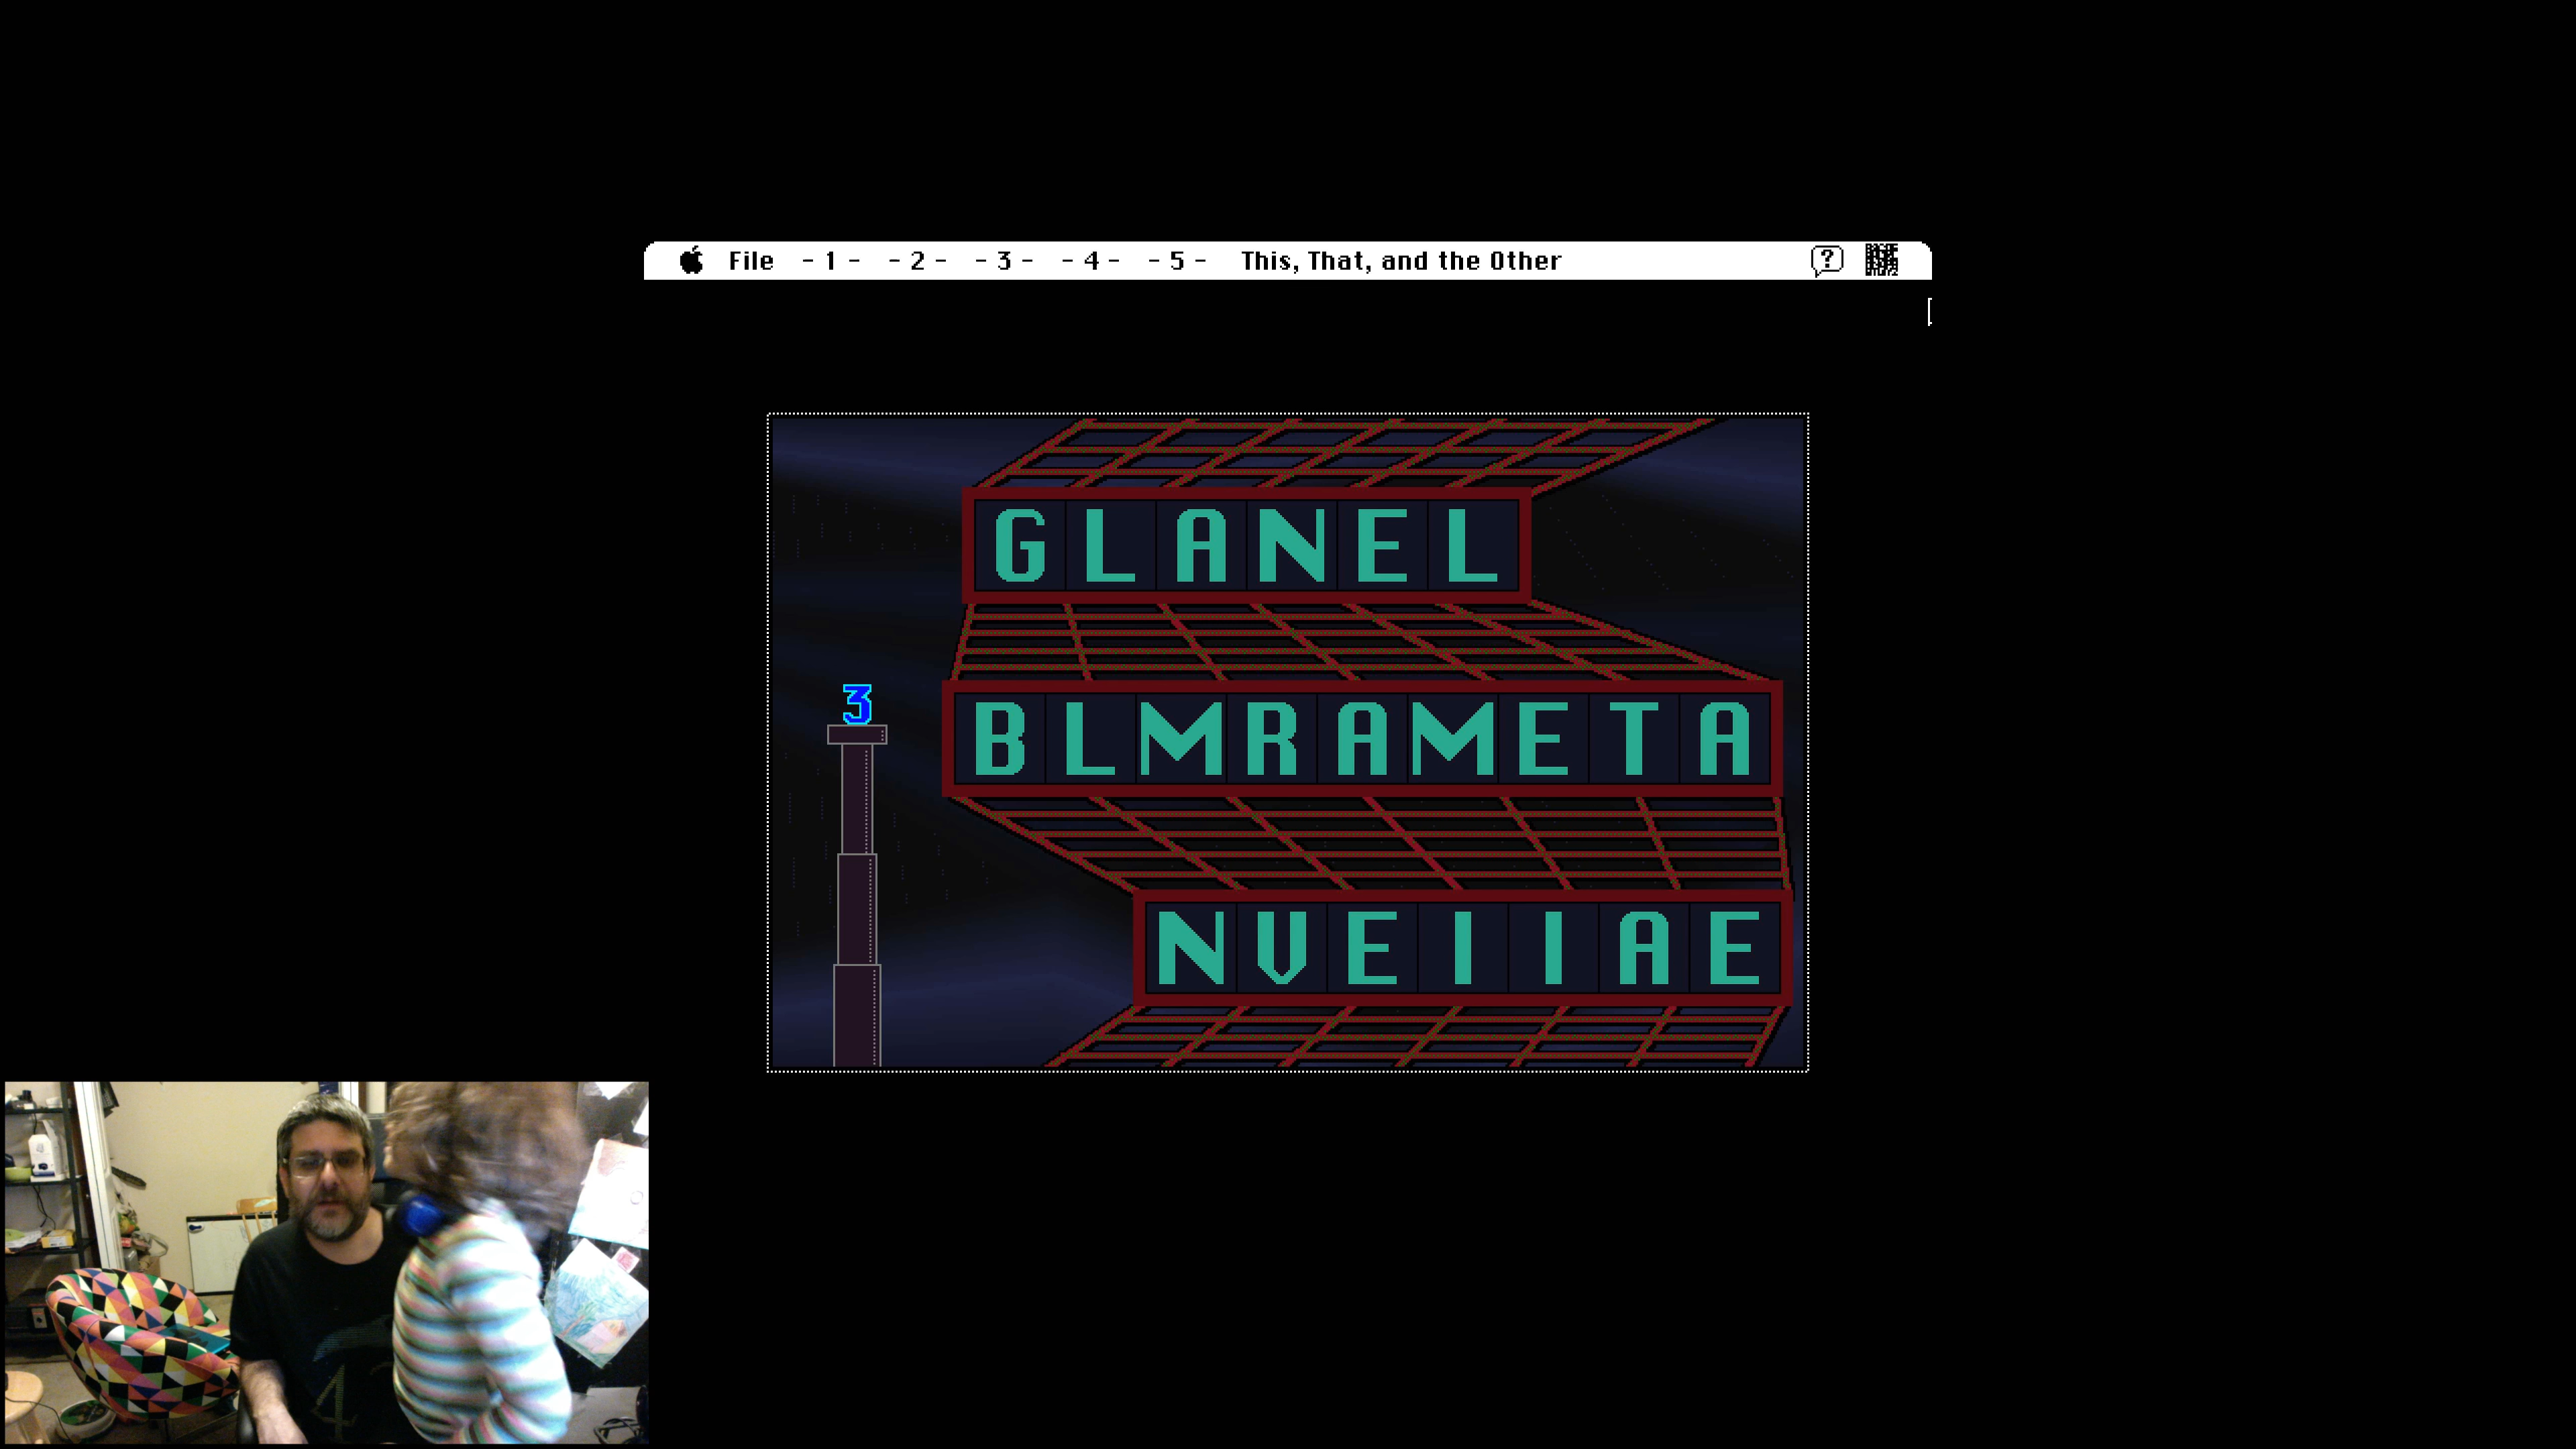 File -1- -2- -3- -4- -5- This, That, and the Other ?
GLANEL
3
BLMRAMETA
NVEIIAE